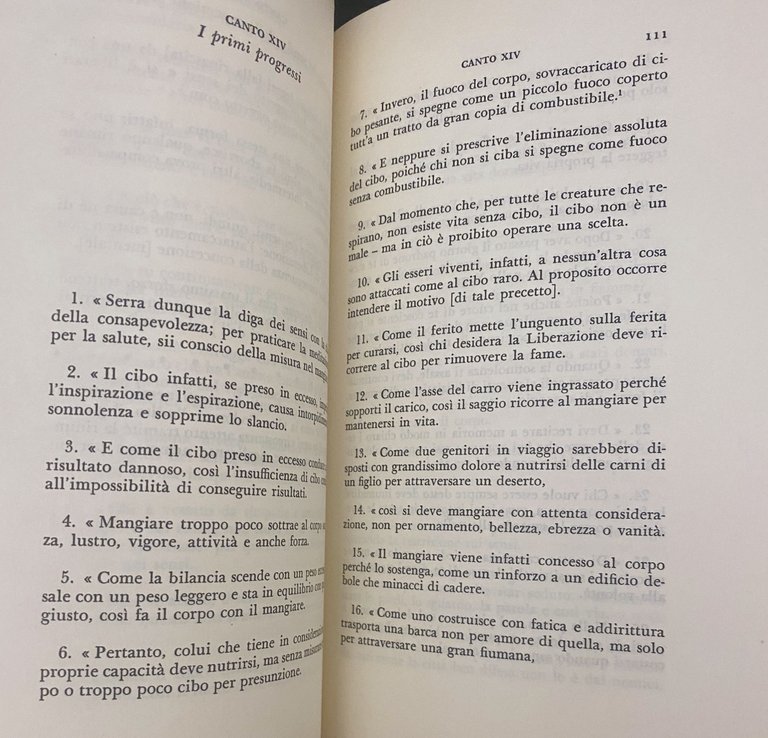 CANTO XIV
I primi progressi
1. « Serra dunque la diga dei sensi con
della consapevolezza; per praticare la
per la salute, sii conscio della misura nel
2. « Il cibo infatti, se preso in eccesso,
l'inspirazione e l'espirazione, causa
sonnolenza e sopprime lo slancio.
3. « E come il cibo preso in eccesso
risultato dannoso, così l'insufficienza di cibo
all'impossibilità di conseguire risultati.
4. « Mangiare troppo poco sottrae al corpo
za, lustro, vigore, attività e anche forza.
5. « Come la bilancia scende con un peso
sale con un peso leggero e sta in equilibrio con
giusto, così fa il corpo con il mangiare.
6. « Pertanto, colui che tiene in
proprie capacità deve nutrirsi, ma senza
po o troppo poco cibo per presunzione.
CANTO XIV
111
7. « Invero, il fuoco del corpo, sovraccaricato di ci-
bo pesante, si spegne come un piccolo fuoco coperto
tutt'a un tratto da gran copia di combustibile.¹
8. « E neppure si prescrive l'eliminazione assoluta
del cibo, poiché chi non si ciba si spegne come fuoco
senza combustibile.
9. « Dal momento che, per tutte le creature che re-
spirano, non esiste vita senza cibo, il cibo non è un
male – ma in ciò è proibito operare una scelta.
10. « Gli esseri viventi, infatti, a nessun'altra cosa
sono attaccati come al cibo raro. Al proposito occorre
intendere il motivo [di tale precetto].
11. « Come il ferito mette l'unguento sulla ferita
per curarsi, così chi desidera la Liberazione deve ri-
correre al cibo per rimuovere la fame.
12. « Come l'asse del carro viene ingrassato perché
sopporti il carico, così il saggio ricorre al mangiare per
mantenersi in vita.
13. « Come due genitori in viaggio sarebbero di-
sposti con grandissimo dolore a nutrirsi delle carni di
un figlio per attraversare un deserto,
14. « così si deve mangiare con attenta considera-
zione, non per ornamento, bellezza, ebrezza o vanità.
15. « Il mangiare viene infatti concesso al corpo
perché lo sostenga, come un rinforzo a un edificio de-
bole che minacci di cadere.
16. « Come uno costruisce con fatica e addirittura
trasporta una barca non per amore di quella, ma solo
per attraversare una gran fiumana,